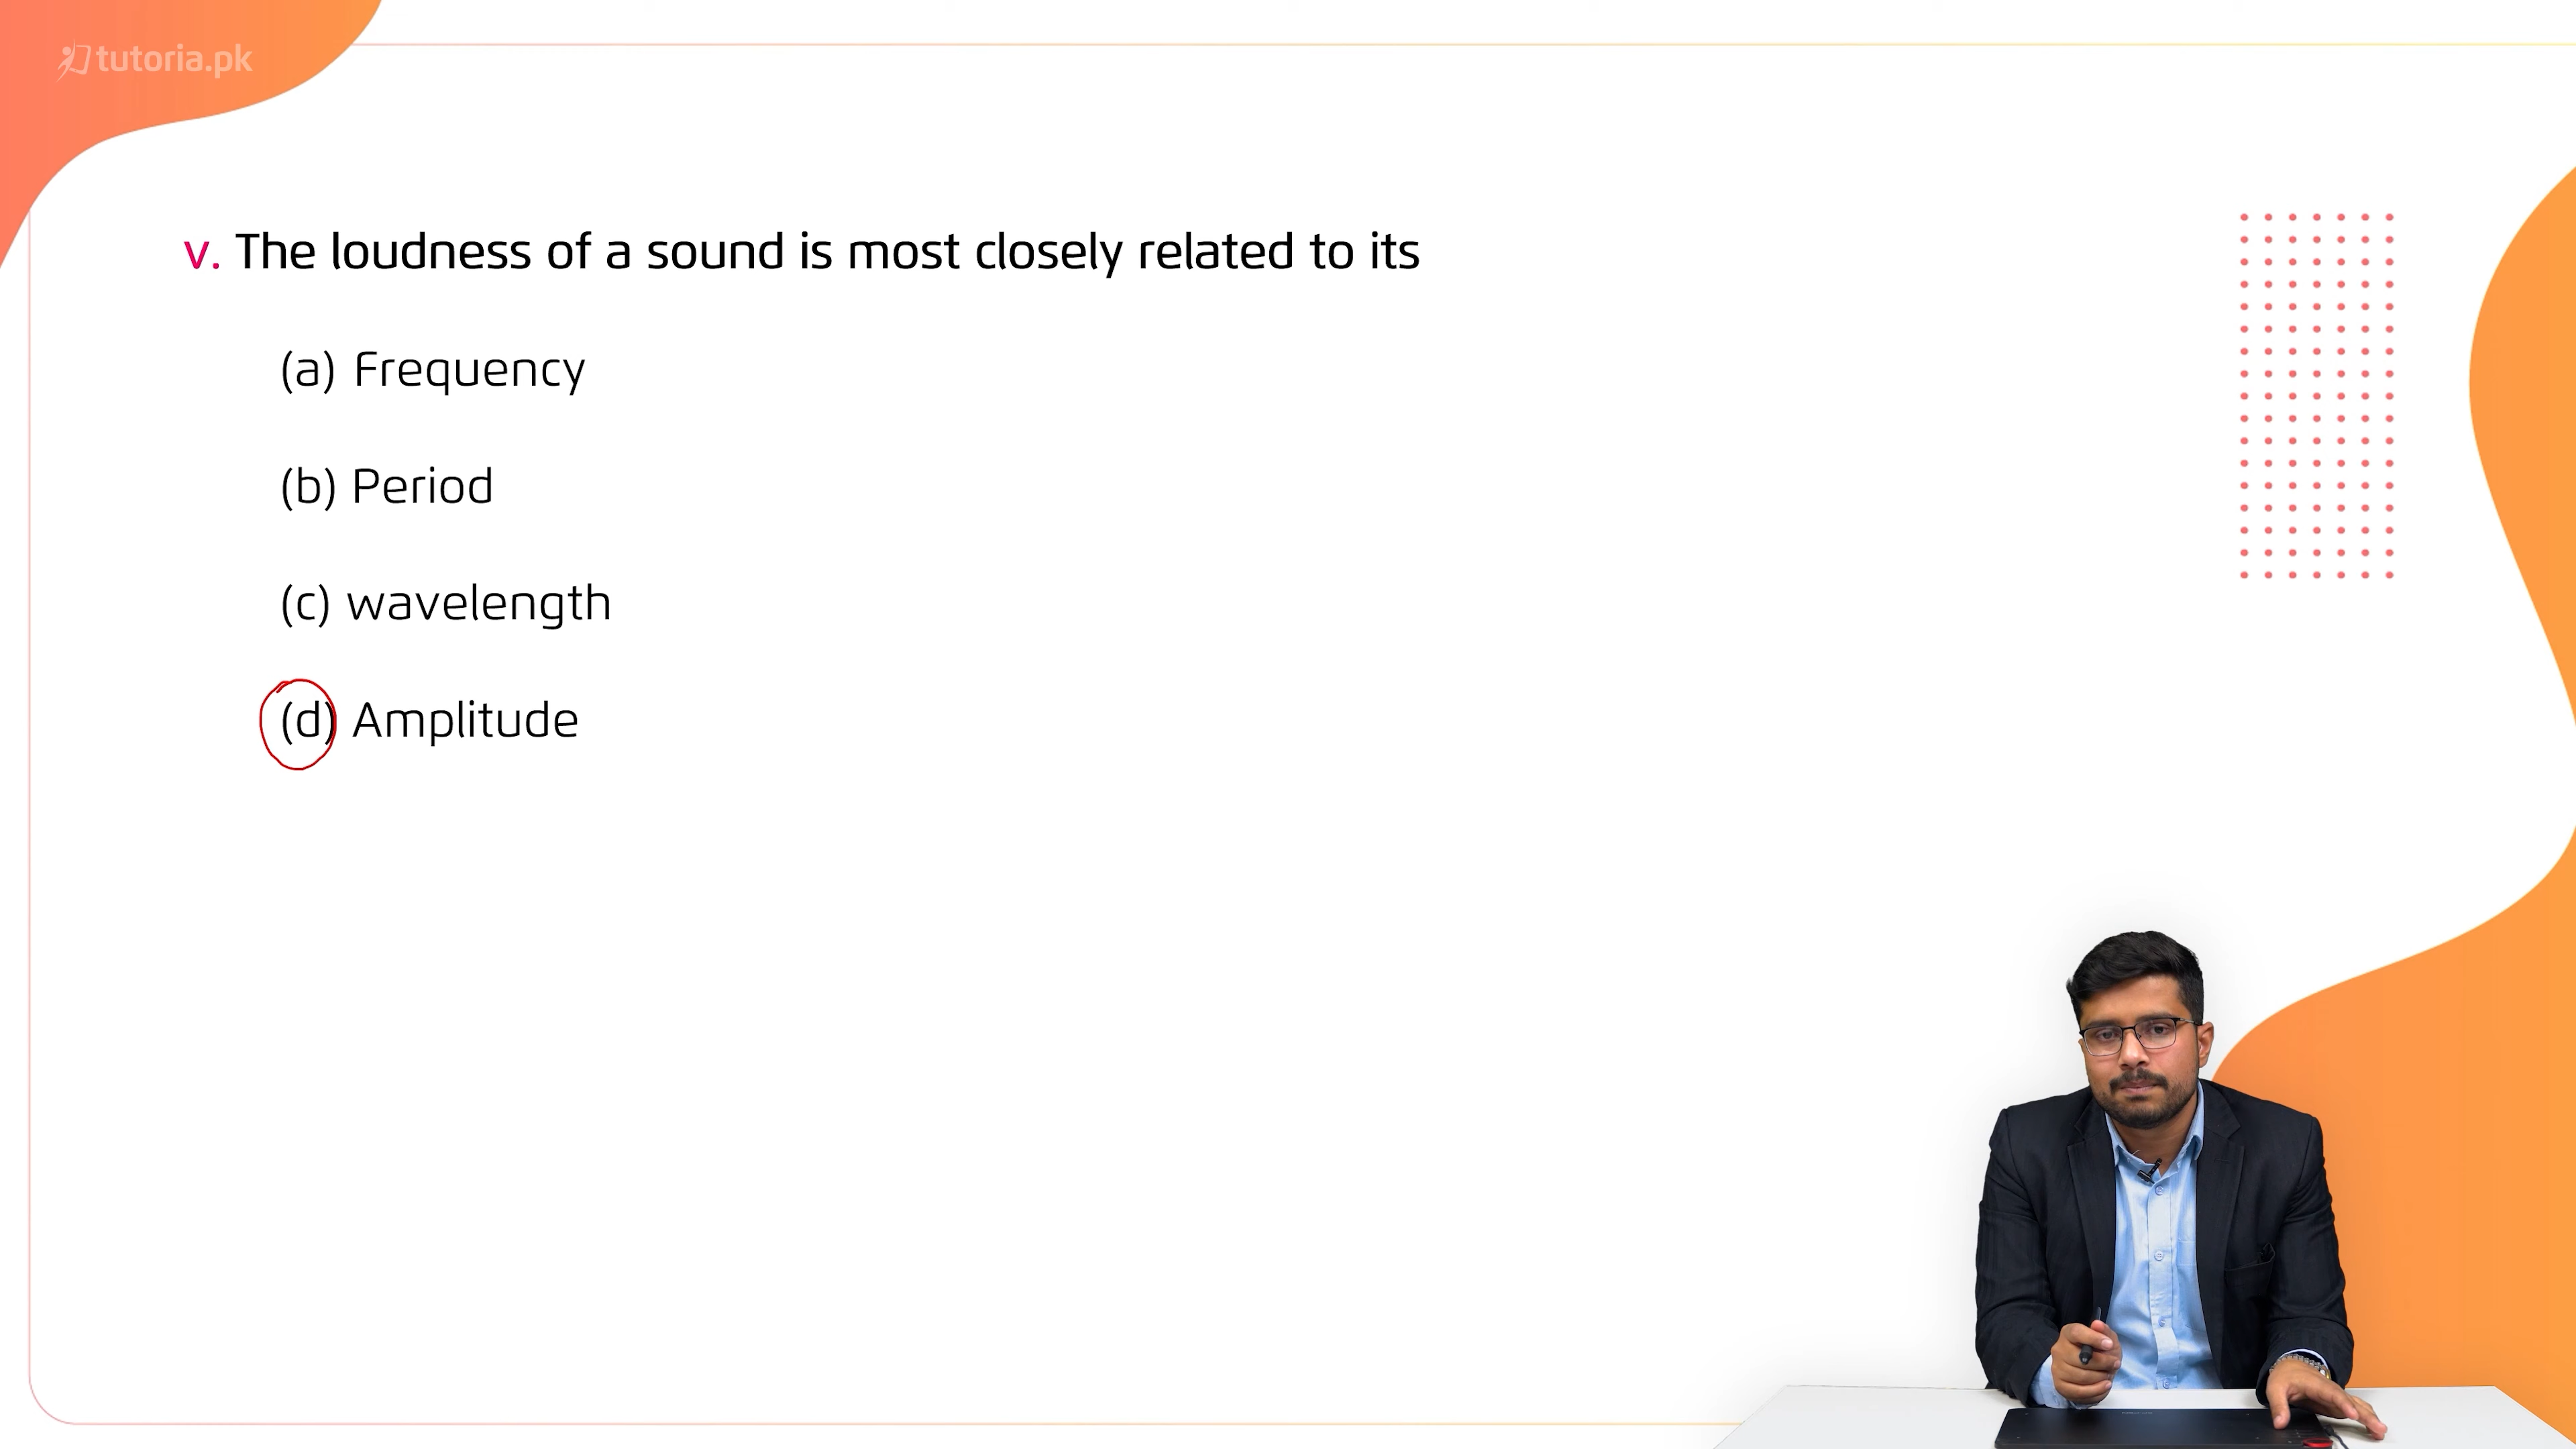 tutoria.pk
v. The loudness of a sound is most closely related to its
(a) Frequency
(b) Period
(c) wavelength
(d) Amplitude